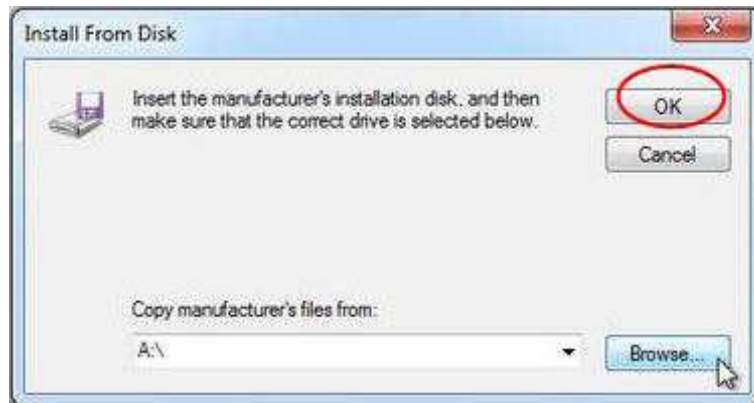 Install From Disk
Insert the manufacturer's installation disk, and then
make sure that the correct drive is selected below.
OK
Cancel
Copy manufacturer's files from:
A:\
Browse...